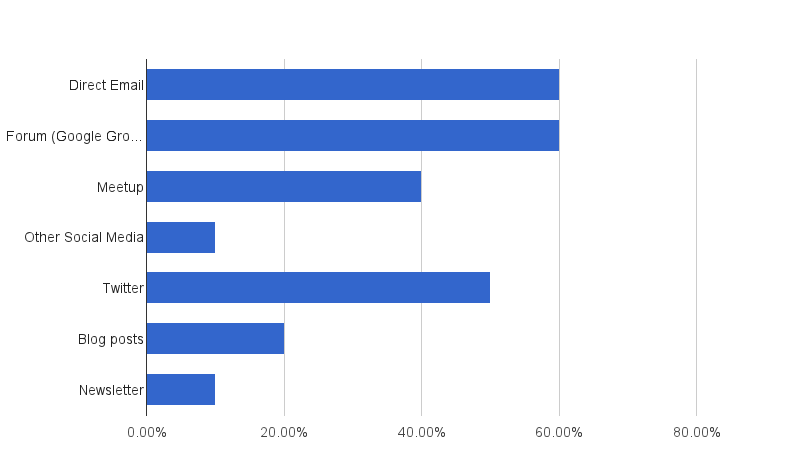 Direct Email
Forum (Google Gro...
Meetup
Other Social Media
Twitter
Blog posts
Newsletter
0.00% 20.00% 40.00% 60.00% 80.00%